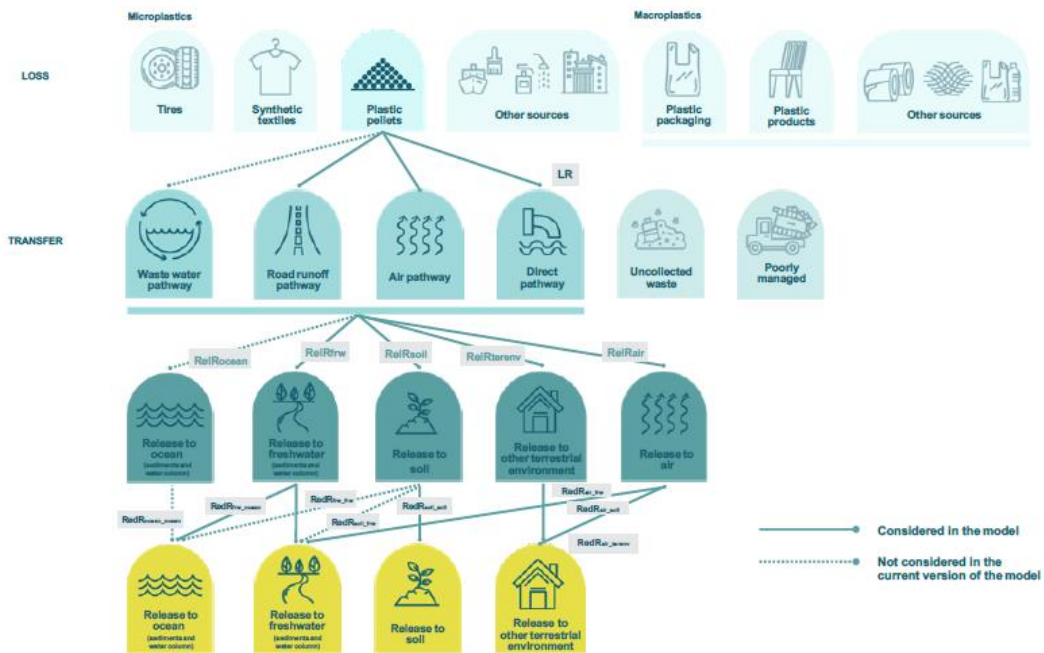 Microplastics
Macroplastics
LOSS
Tires
Synthetic
textiles
Plastic
pellets
Other sources
Plastic
packaging
Plastic
products
Other sources
LR
TRANSFER
Waste water
pathway
Road runoff
pathway
Air pathway
Direct
pathway
Uncollected
waste
Poorly
managed
RelRocean
RelRfrw
RelRsoil
RelRterenv
RelRair
Release to
ocean
(sediments and
water column)
Release to
freshwater
(sediments and
water column)
Release to
soil
Release to
other terrestrial
environment
Release to
air
RedRocean_ocean
RedRfrw_ocean
RedRfrw_frw
RedRsoil_frw
RedRsoil_soil
RedRair_frw
RedRair_soil
RedRair_terenv
Considered in the model
Not considered in the
current version of the model
Release to
ocean
(sediments and
water column)
Release to
freshwater
(sediments and
water column)
Release to
soil
Release to
other terrestrial
environment